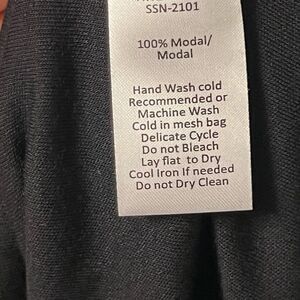 SSN-2101
100% Modal/
Modal
Hand Wash cold
Recommended or
Machine Wash
Cold in mesh bag
Delicate Cycle
Do not Bleach
Lay flat to Dry
Cool Iron If needed
Do not Dry Clean